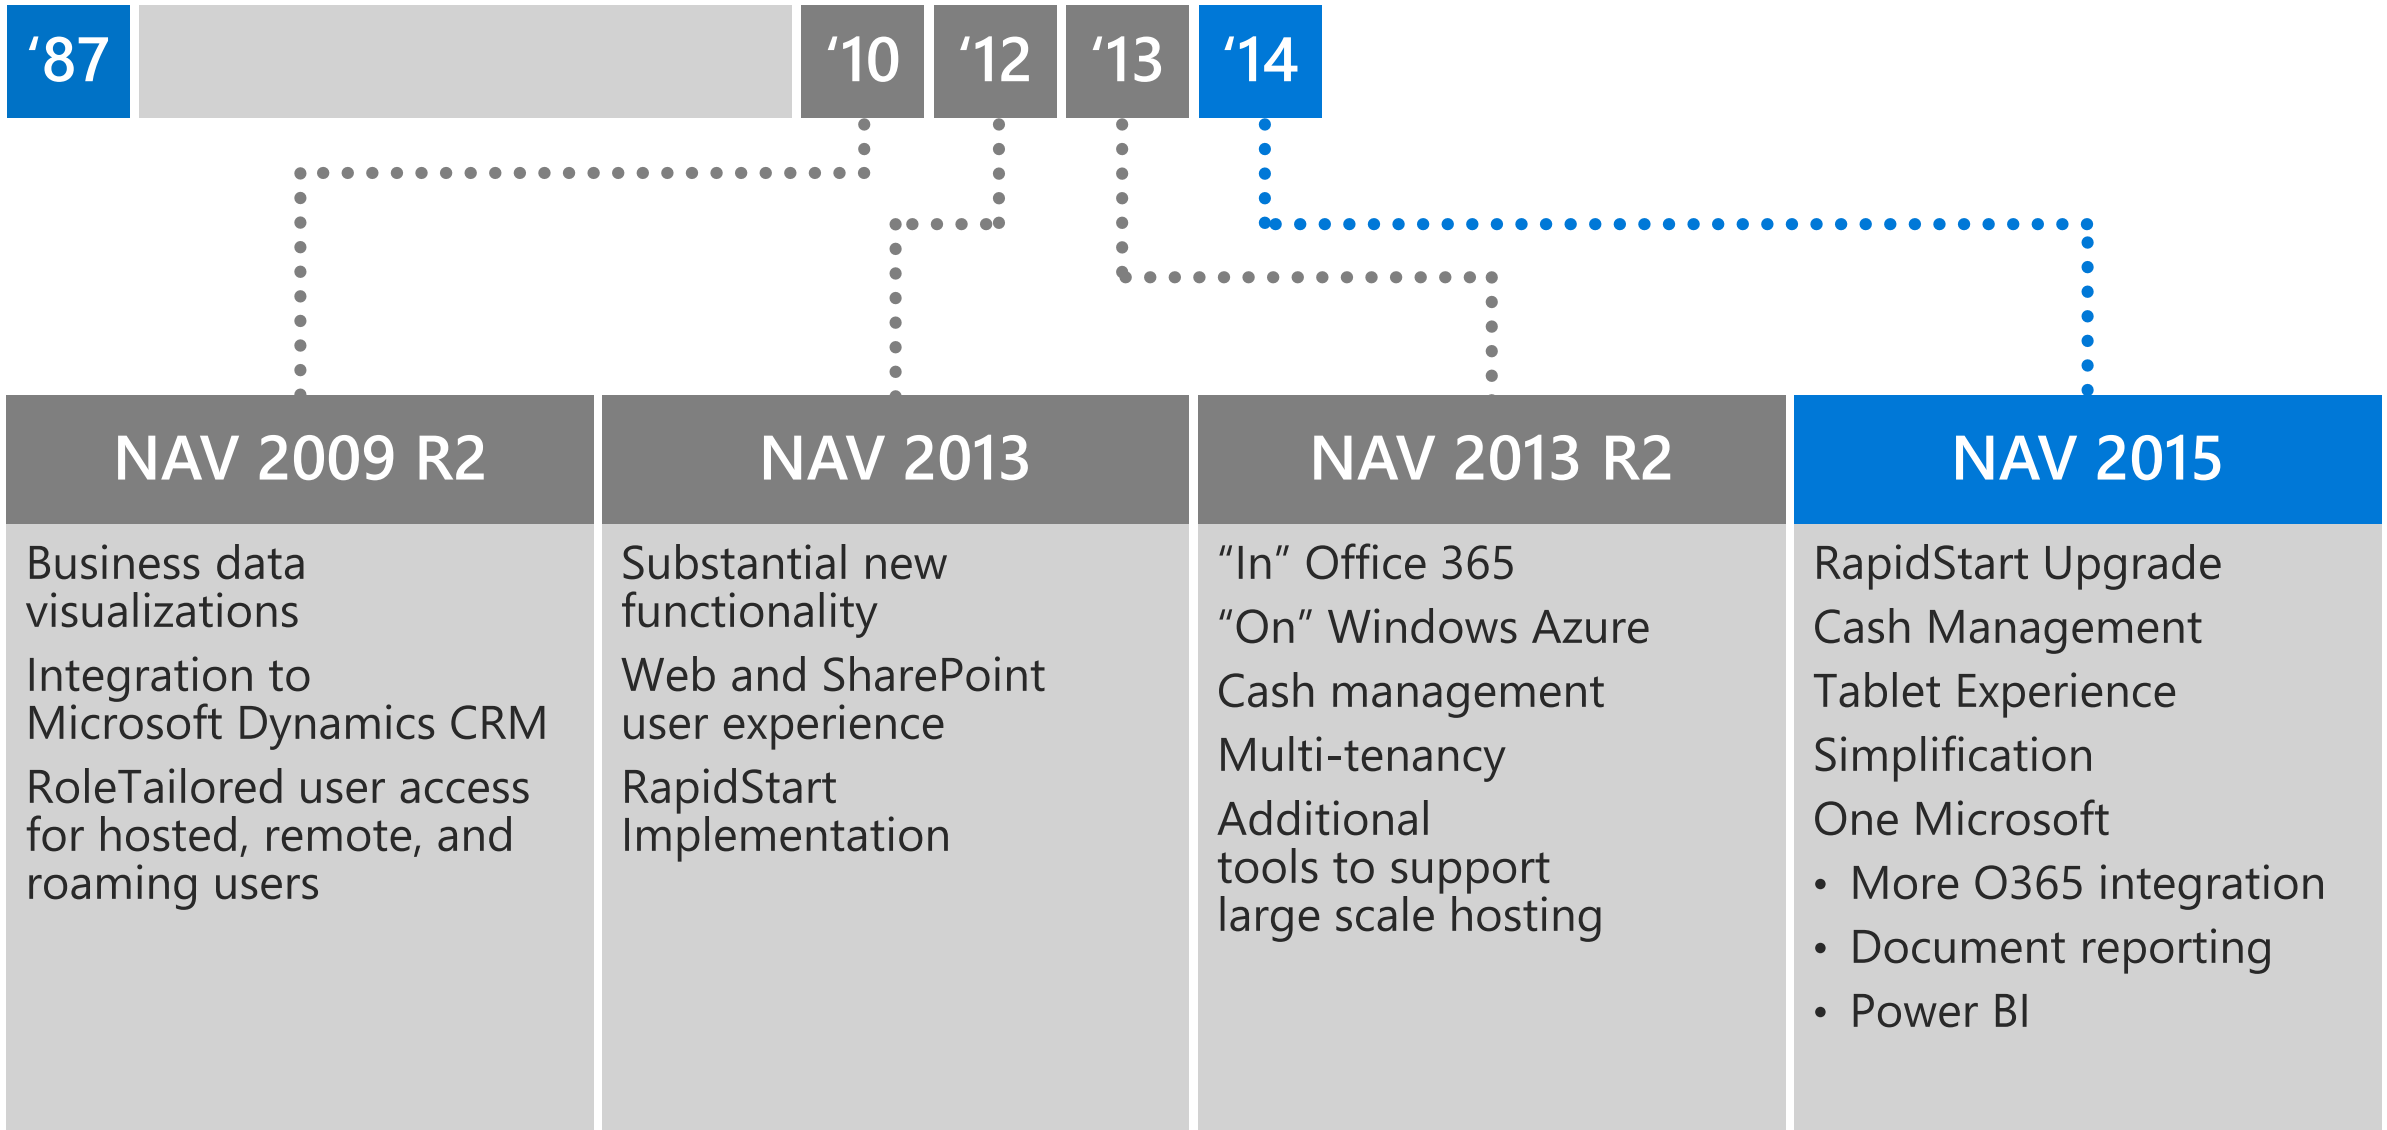 ‘87
‘10
‘12
‘13
‘14
NAV 2009 R2
Business data
visualizations
Integration to
Microsoft Dynamics CRM
RoleTailored user access
for hosted, remote, and
roaming users
NAV 2013
Substantial new
functionality
Web and SharePoint
user experience
RapidStart
Implementation
NAV 2013 R2
“In” Office 365
“On” Windows Azure
Cash management
Multi-tenancy
Additional
tools to support
large scale hosting
NAV 2015
RapidStart Upgrade
Cash Management
Tablet Experience
Simplification
One Microsoft
• More O365 integration
• Document reporting
• Power BI